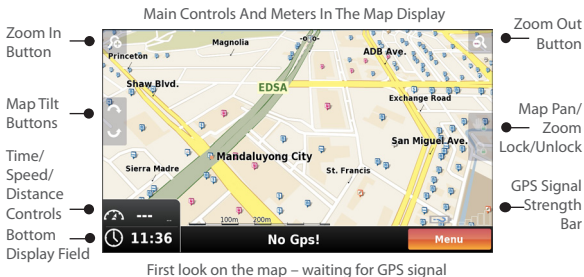 Main Controls And Meters In The Map Display
Zoom In
Button
Map Tilt
Buttons
Time/
Speed/
Distance
Controls
Bottom
Display Field
Zoom Out
Button
Map Pan/
Zoom
Lock/Unlock
GPS Signal
Strength
Bar
Magnolia
-o-o-
ADB Ave.
Princeton
Shaw Blvd.
EDSA
Exchange Road
San Miguel Ave.
Mandaluyong City
Sierra Madre
St. Francis
100m 200m
---
11:36
No Gps!
Menu
First look on the map – waiting for GPS signal